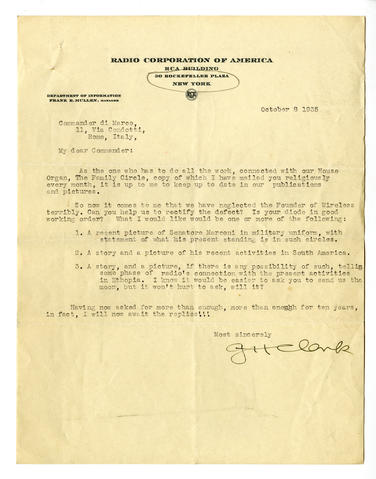 RADIO CORPORATION OF AMERICA
RCA BUILDING
30 ROCKEFELLER PLAZA
NEW YORK
DEPARTMENT OF INFORMATION
FRANK E. MULLEN, MANAGER
RCA
October 8 1935
Commander di Marco,
11, Via Condotti,
Rome, Italy,
My dear Commander:
As the one who has to do all the work, connected with our House
Organ, The Family Circle, copy of which I have mailed you religiously
every month, it is up to me to keep up to date in our publications
and pictures.
So now it comes to me that we have neglected the Founder of Wireless
terribly. Can you help us to rectify the defect? Is your diode in good
working order? What I would like would be one or more of the following:
1. A recent picture of Senatore Marconi in military uniform, with
statement of what his present standing is in such circles.
2. A story and a picture of his recent activities in South America.
3. A story, and a picture, if there is any possibility of such, tellin
some phase of radio's connection with the present activities
in Ethopia. I know it would be easier to ask you to send us the
moon, but it won't hurt to ask, will it?
Having now asked for more than enough, more than enough for ten years,
in fact, I will now await the replies!!!
Most sincerely
G H Clark